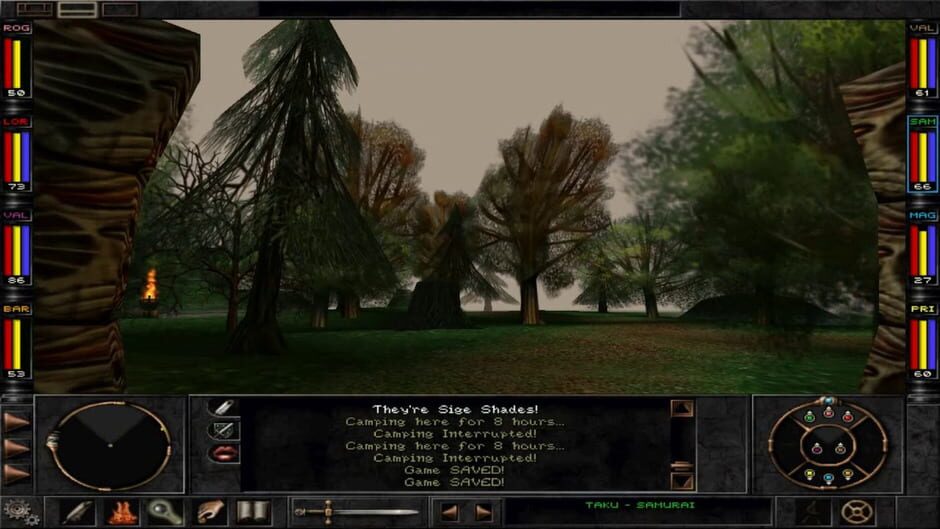 ROG
50
LOR
73
VAL
86
BAR
53
VAL
61
SAM
66
MAG
27
PRI
60
They're Sige Shades!
Camping here for 8 hours...
Camping Interrupted!
Camping here for 8 hours...
Camping Interrupted!
Game SAVED!
Game SAVED!
TAKU - SAMURAI